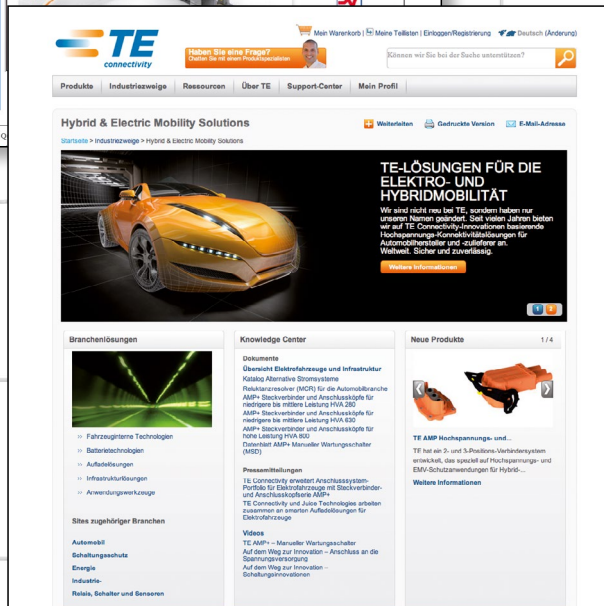 TE
connectivity
Haben Sie eine Frage?
Chatten Sie mit einem Produktspezialisten
Mein Warenkorb | Meine Teillisten | Einloggen/Registrierung Deutsch (Änderung)
Können wir Sie bei der Suche unterstützen?
Produkte Industriezweige Ressourcen Über TE Support-Center Mein Profil
Hybrid & Electric Mobility Solutions
Weiterleiten Gedruckte Version E-Mail-Adresse
Startseite > Industriezweige > Hybrid & Electric Mobility Solutions
TE-LÖSUNGEN FÜR DIE
ELEKTRO- UND
HYBRIDMOBILITÄT
Wir sind nicht neu bei TE, sondern haben nur
unseren Namen geändert. Seit vielen Jahren bieten
wir auf TE Connectivity-Innovationen basierende
Hochspannungs-Konnektivitätslösungen für
Automobilhersteller und -zulieferer an.
Weltweit. Sicher und zuverlässig.
Weitere Informationen
1 2
Branchenlösungen
Fahrzeuginterne Technologien
Batterietechnologien
Aufladelösungen
Infrastrukturlösungen
Anwendungswerkzeuge
Sites zugehöriger Branchen
Automobil
Schaltungsschutz
Energie
Industrie-
Relais, Schalter und Sensoren
Knowledge Center
Dokumente
Übersicht Elektrofahrzeuge und Infrastruktur
Katalog Alternative Stromsysteme
Reluktanzresolver (MCR) für die Automobilbranche
AMP+ Steckverbinder und Anschlussköpfe für
niedrigere bis mittlere Leistung HVA 280
AMP+ Steckverbinder und Anschlussköpfe für
niedrigere bis mittlere Leistung HVA 630
AMP+ Steckverbinder und Anschlussköpfe für
hohe Leistung HVA 800
Datenblatt AMP+ Manueller Wartungsschalter
(MSD)
Pressemitteilungen
TE Connectivity erweitert Anschlusssystem-
Portfolio für Elektrofahrzeuge mit Steckverbinder-
und Anschlusskopfserie AMP+
TE Connectivity und Juice Technologies arbeiten
zusammen an smarten Aufladelösungen für
Elektrofahrzeuge
Videos
TE AMP+ – Manueller Wartungsschalter
Auf dem Weg zur Innovation – Anschluss an die
Spannungsversorgung
Auf dem Weg zur Innovation –
Schaltungsinnovationen
Neue Produkte 1/4
TE AMP Hochspannungs- und...
TE hat ein 2- und 3-Positions-Verbindersystem
entwickelt, das speziell auf Hochspannungs- und
EMV-Schutzanwendungen für Hybrid-...
Weitere Informationen